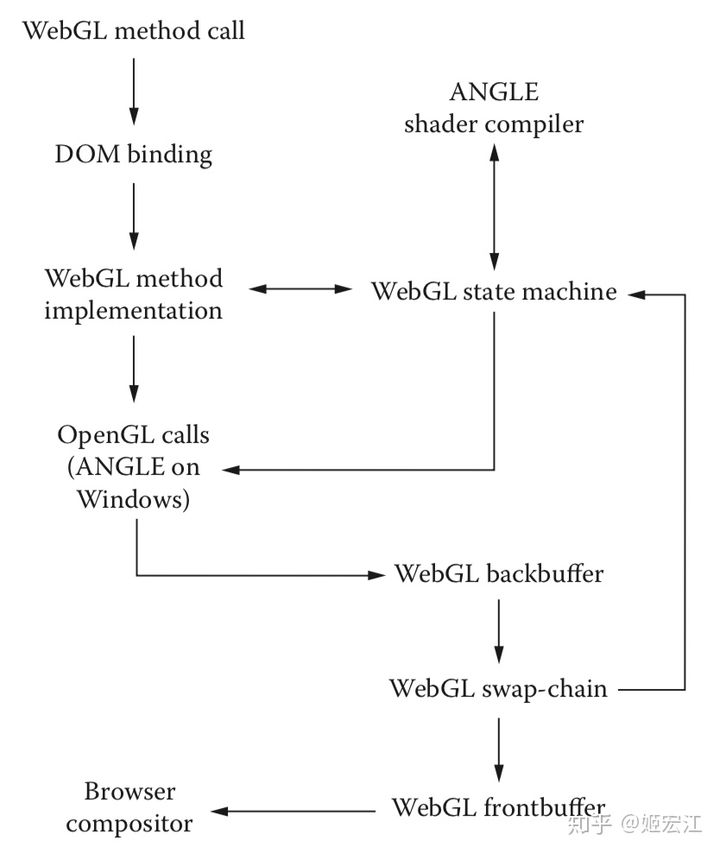 WebGL method call
ANGLE
shader compiler
DOM binding
WebGL method
implementation
WebGL state machine
OpenGL calls
(ANGLE on
Windows)
WebGL backbuffer
WebGL swap-chain
Browser
compositor
WebGL frontbuffer
知乎 @姬宏江